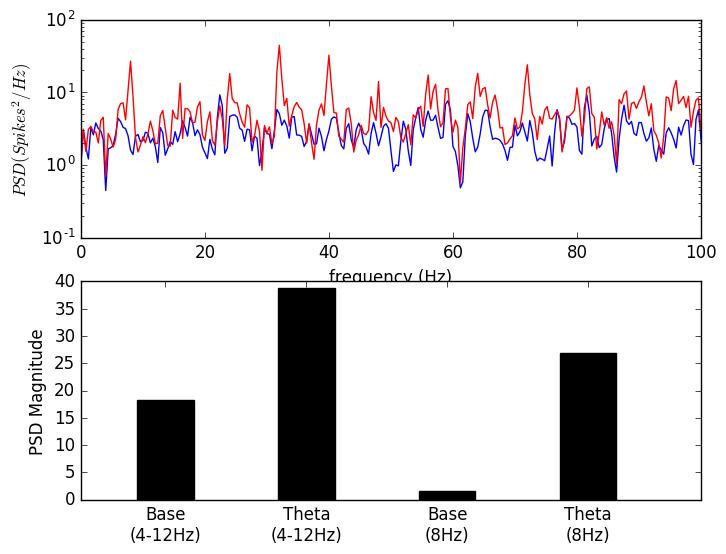 10^2
10^1
10^0
10^-1
PSD(Spikes^2/Hz)
0 20 40 60 80 100
frequency (Hz)
40
35
30
25
20
15
10
5
0
PSD Magnitude
Base Theta Base Theta
(4-12Hz) (4-12Hz) (8Hz) (8Hz)